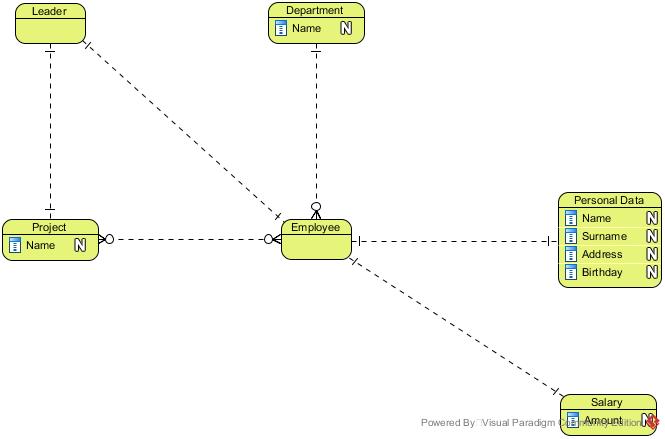 Leader
Department
Name
Project
Name
Employee
Personal Data
Name
Surname
Address
Birthday
Salary
Amount
Powered By Visual Paradigm Community Edition